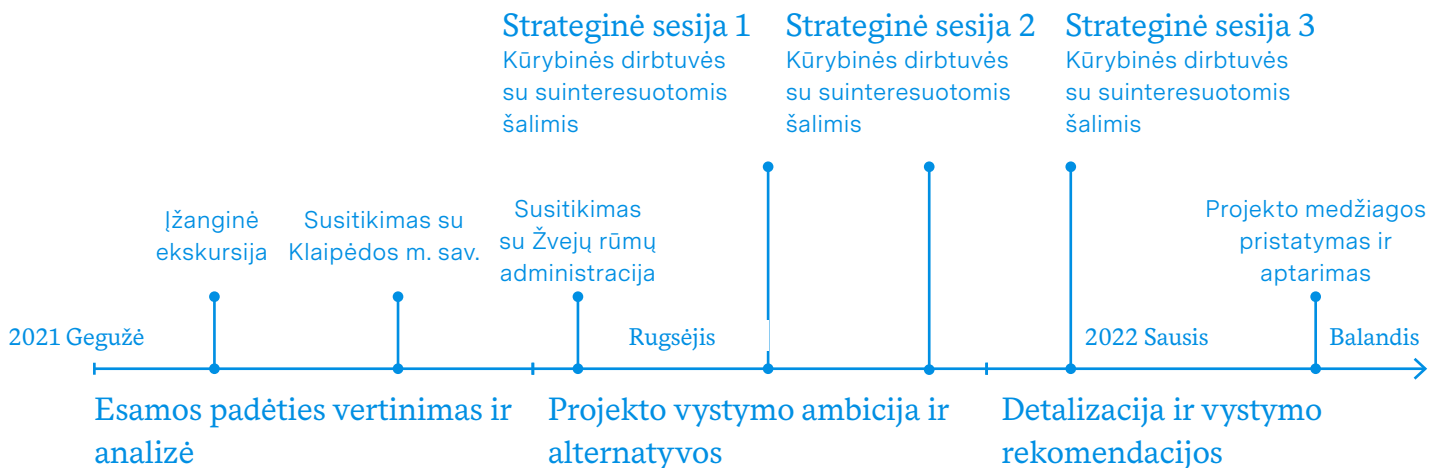 Strateginė sesija 1
Kūrybinės dirbtuvės
su suinteresuotomis
šalimis
Strateginė sesija 2
Kūrybinės dirbtuvės
su suinteresuotomis
šalimis
Strateginė sesija 3
Kūrybinės dirbtuvės
su suinteresuotomis
šalimis
Įžanginė
ekskursija
Susitikimas su
Klaipėdos m. sav.
Susitikimas
su Žvejų rūmų
administracija
Projekto medžiagos
pristatymas ir
aptarimas
2021 Gegužė
Rugsėjis
2022 Sausis
Balandis
Esamos padėties vertinimas ir
analizė
Projekto vystymo ambicija ir
alternatyvos
Detalizacija ir vystymo
rekomendacijos